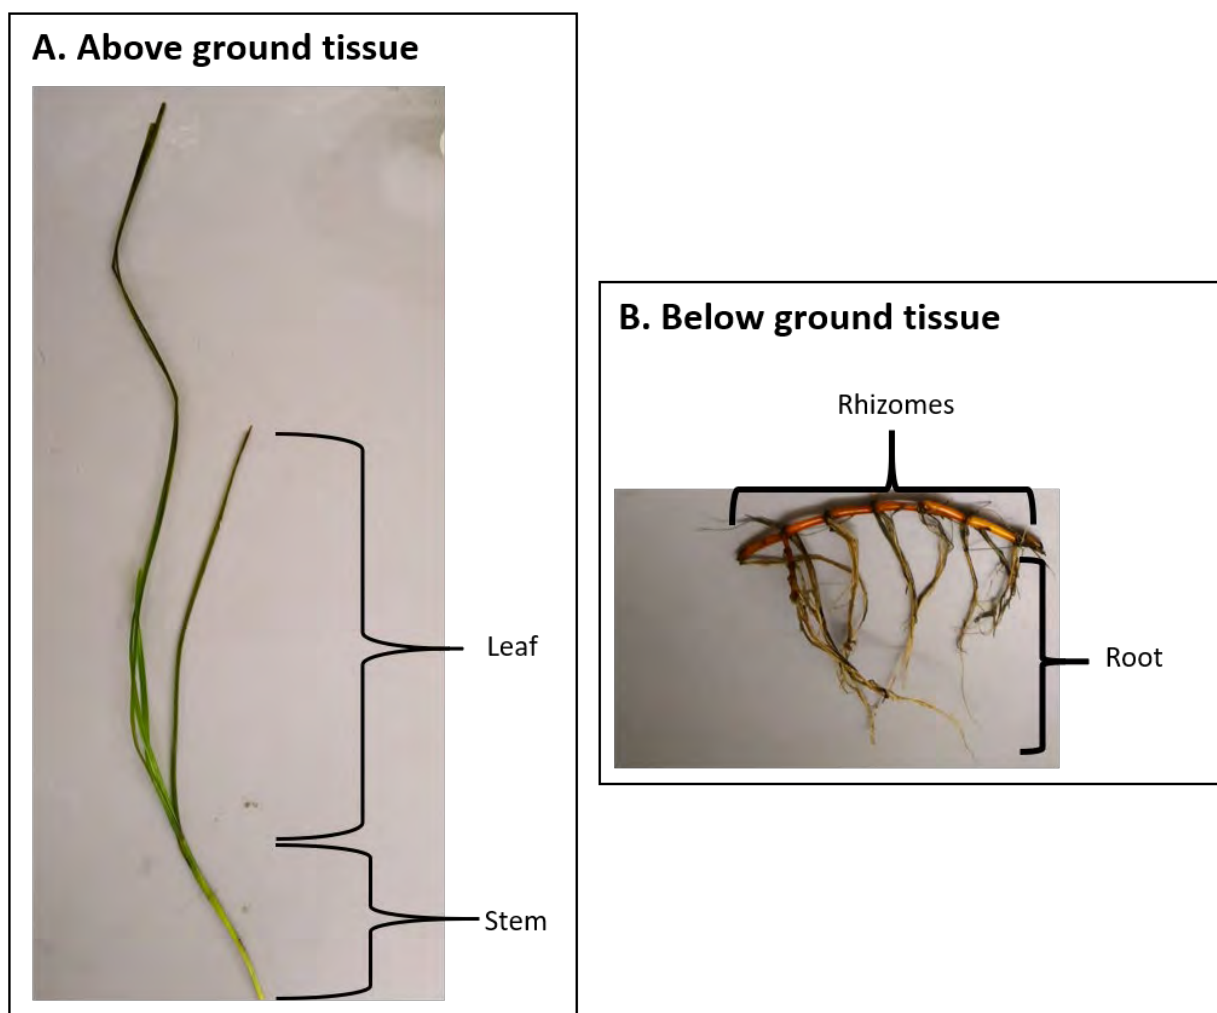 A. Above ground tissue
Leaf
Stem
B. Below ground tissue
Rhizomes
Root